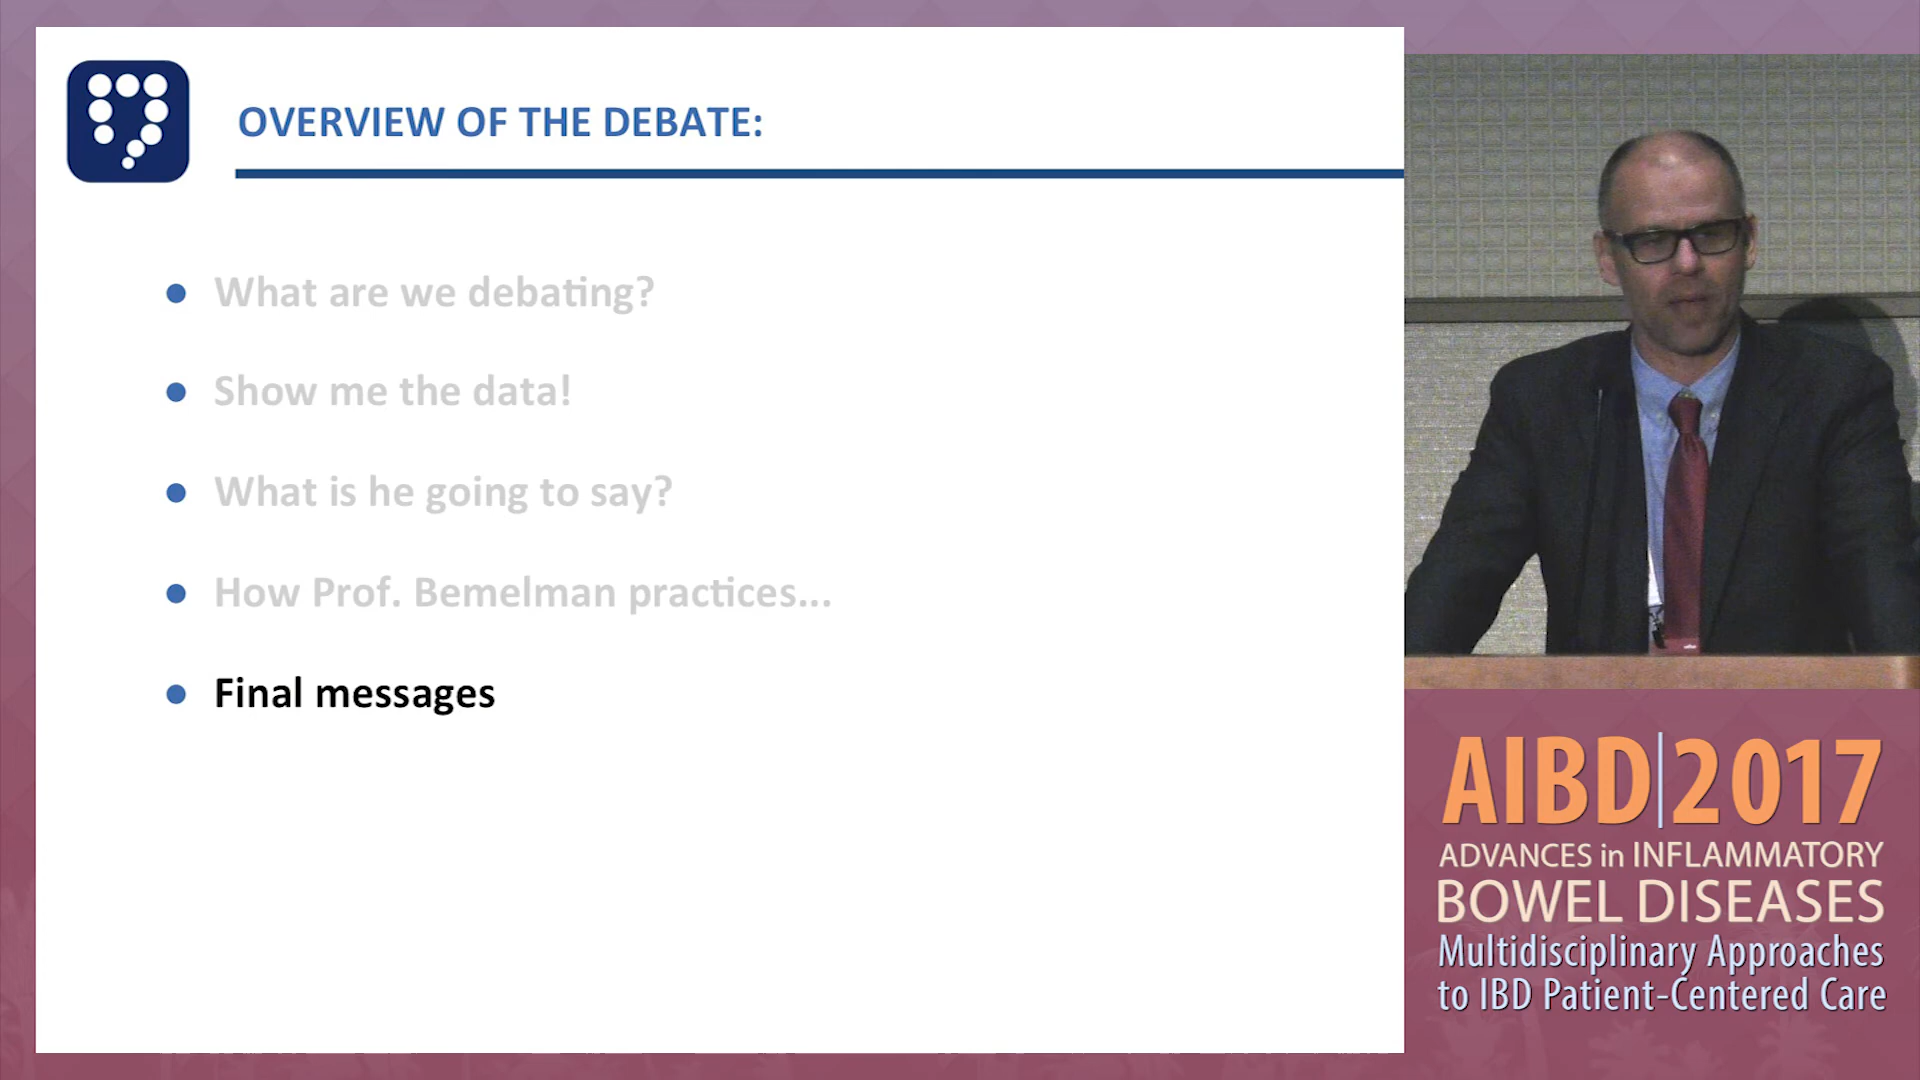 OVERVIEW OF THE DEBATE:
What are we debating?
Show me the data!
What is he going to say?
How Prof. Bemelman practices...
Final messages
AIBD|2017
ADVANCES in INFLAMMATORY
BOWEL DISEASES
Multidisciplinary Approaches
to IBD Patient-Centered Care